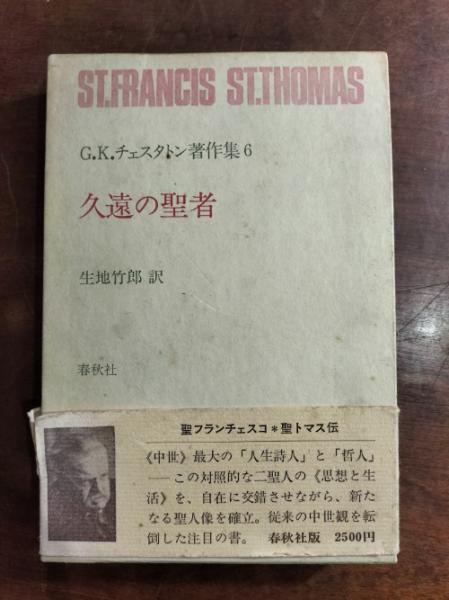 ST.FRANCIS ST.THOMAS
G.K.チェスタトン著作集6
久遠の聖者
生地竹郎 訳
春秋社
聖フランチェスコ*聖トマス伝
《中世》最大の「人生詩人」と「哲人」
──この対照的な二聖人の《思想と生
活》を、自在に交錯させながら、新た
なる聖人像を確立。従来の中世観を転
倒した注目の書。 春秋社版 2500円